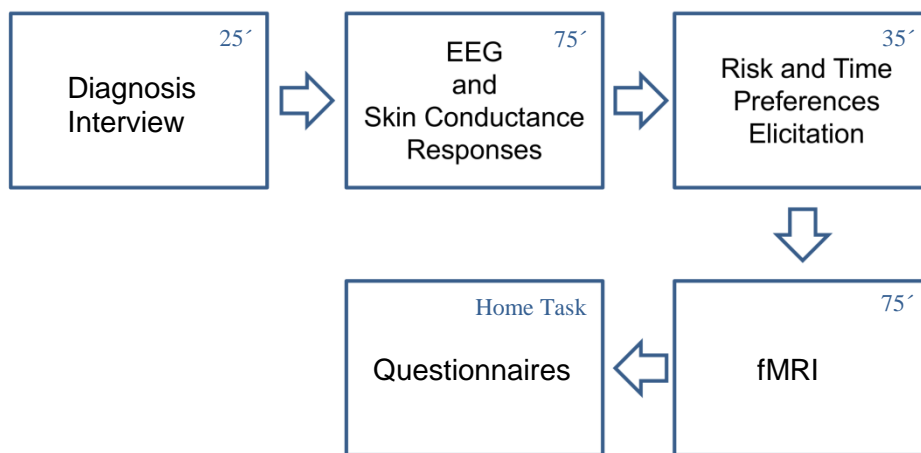 25´
Diagnosis
Interview
75´
EEG
and
Skin Conductance
Responses
35´
Risk and Time
Preferences
Elicitation
75´
fMRI
Home Task
Questionnaires